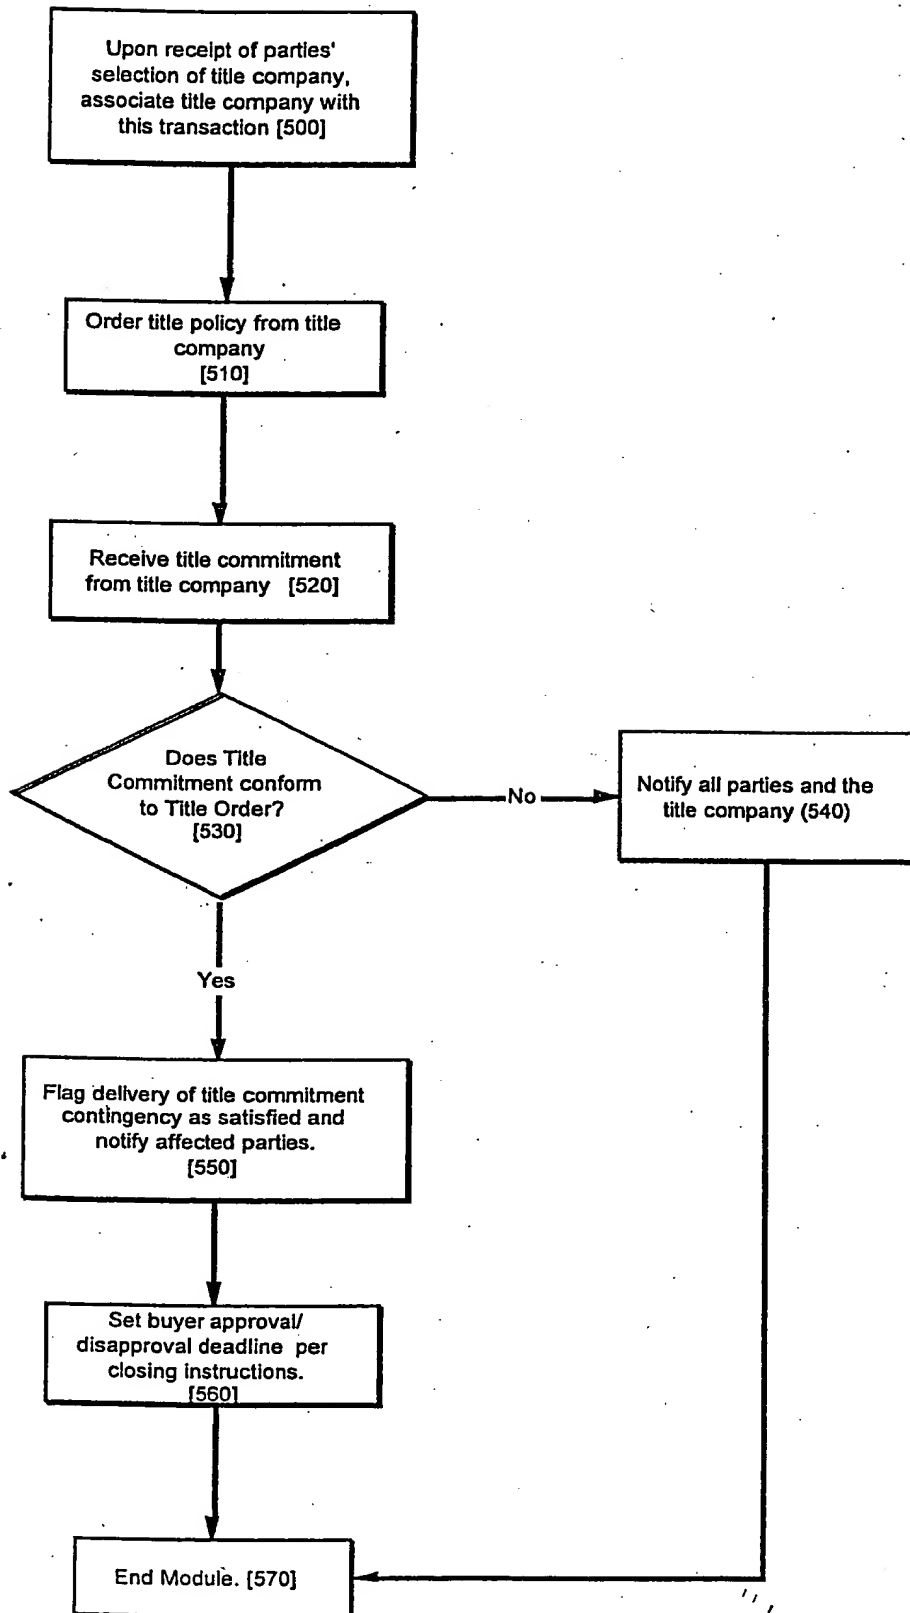 Upon receipt of parties'
selection of title company,
associate title company with
this transaction [500]
Order title policy from title
company
[510]
Receive title commitment
from title company [520]
Does Title
Commitment conform
to Title Order?
[530]
No
Notify all parties and the
title company (540)
Yes
Flag delivery of title commitment
contingency as satisfied and
notify affected parties.
[550]
Set buyer approval/
disapproval deadline per
closing instructions.
[560]
End Module. [570]